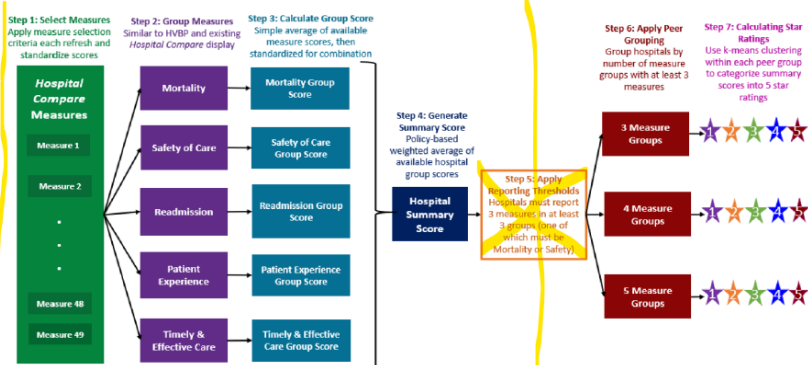 Step 1: Select Measures
Apply measure selection
criteria each refresh and
standardize scores
Hospital
Compare
Measures
Measure 1
Measure 2
.
.
.
Measure 48
Measure 49
Step 2: Group Measures
Similar to HVBP and existing
Hospital Compare display
Mortality
Safety of Care
Readmission
Patient
Experience
Timely &
Effective Care
Step 3: Calculate Group Score
Simple average of available
measure scores, then
standardized for combination
Mortality Group
Score
Safety of Care
Group Score
Readmission Group
Score
Patient Experience
Group Score
Timely & Effective
Care Group Score
Step 4: Generate
Summary Score
Policy-based
weighted average of
available hospital
group scores
Hospital
Summary
Score
Step 5: Apply
Reporting Thresholds
Hospitals must report
3 measures in at least
3 groups (one of
which must be
Mortality or Safety)
Step 6: Apply Peer
Grouping
Group hospitals by
number of measure
groups with at least 3
measures
3 Measure
Groups
4 Measure
Groups
5 Measure
Groups
Step 7: Calculating Star
Ratings
Use k-means clustering
within each peer group
to categorize summary
scores into 5 star
ratings
1 2 3 4 5
1 2 3 4 5
1 2 3 4 5